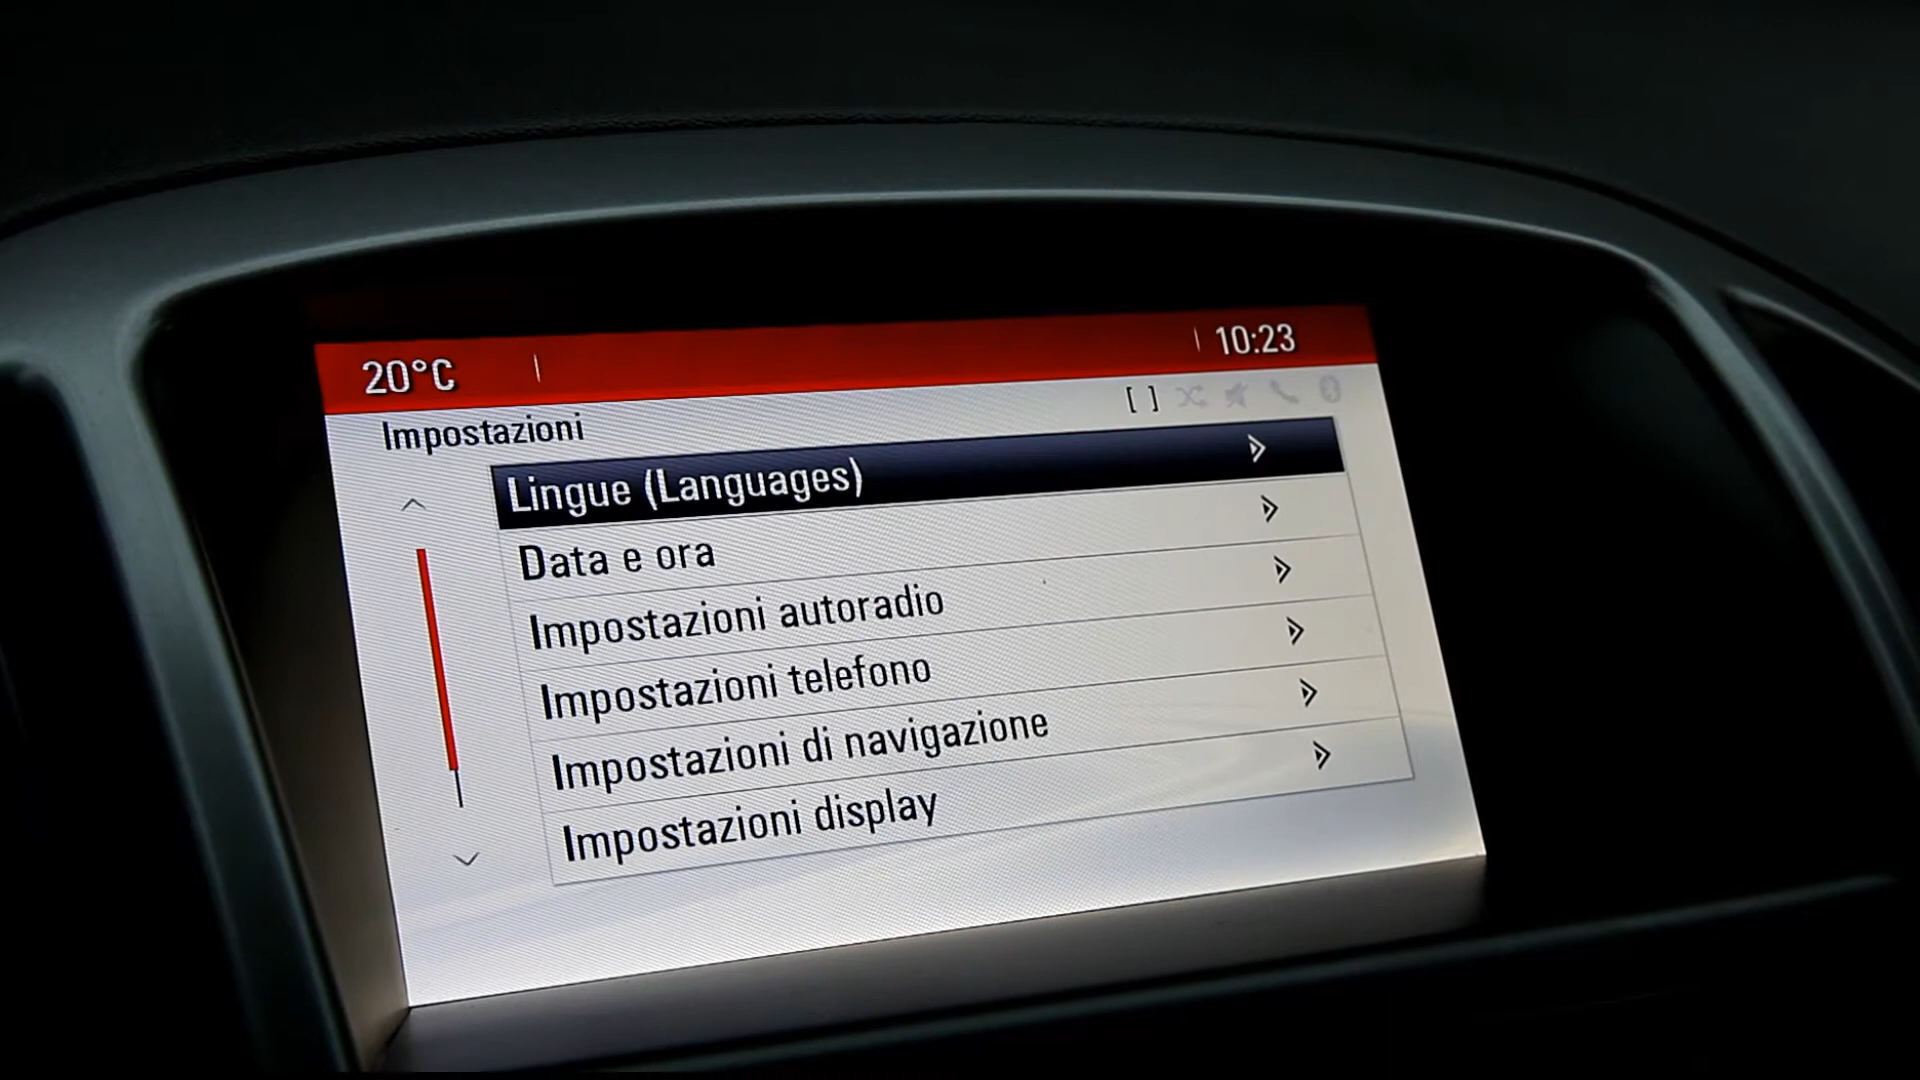 20°C
10:23
Impostazioni
[ ]
Lingue (Languages)
Data e ora
Impostazioni autoradio
Impostazioni telefono
Impostazioni di navigazione
Impostazioni display